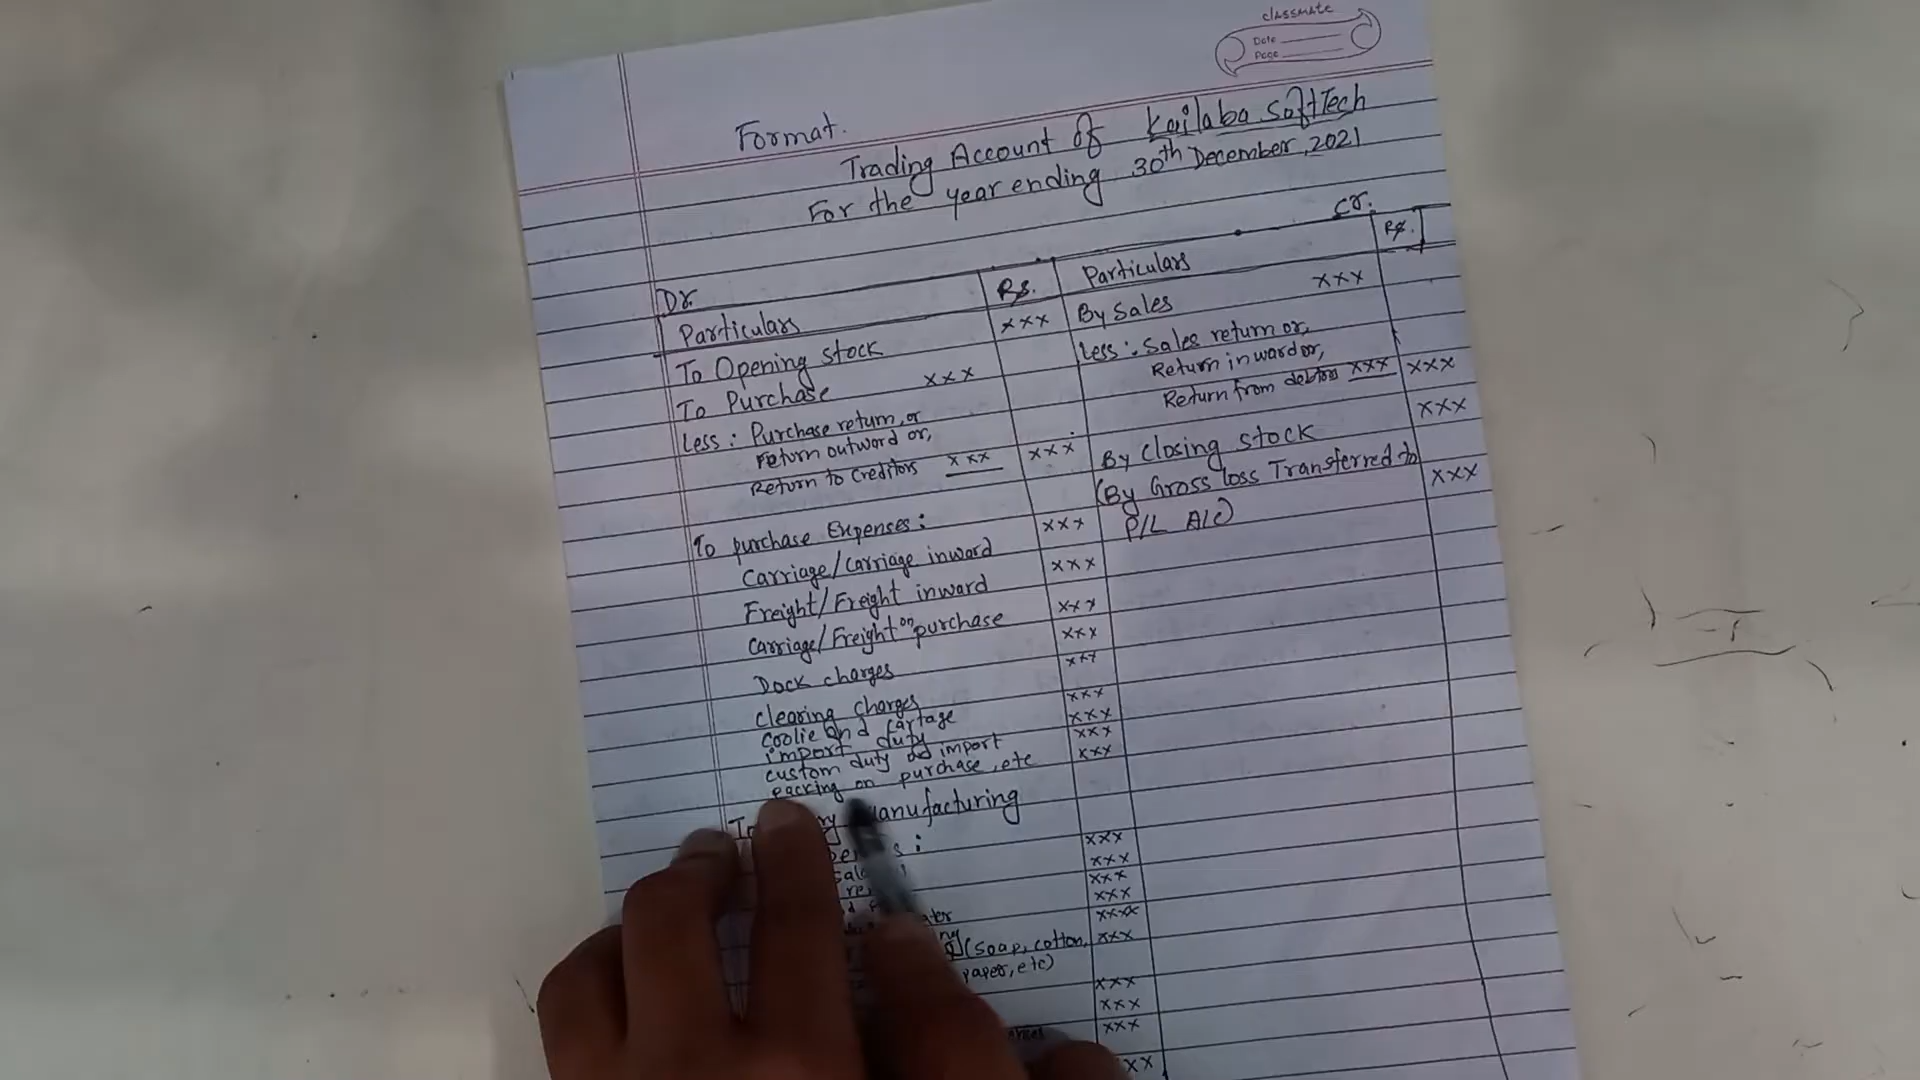 classmate
Date
Page
Format.
Trading Account of Kailaba SoftTech
For the year ending 30th December, 2021
Dr. Cr.
Particulars Rs. Particulars Rs.
To Opening stock xxx By Sales xxx
To Purchase xxx Less: Sales return or,
Less: Purchase return, or Return inward or,
return outward or, Return from debtors xxx xxx
Return to Creditors xxx xxx By Closing stock xxx
To purchase Expenses: (By Gross loss Transferred to xxx
Carriage/Carriage inward xxx P/L A/C)
Freight/Freight inward xxx
Carriage/Freight on purchase xxx
Dock charges xxx
clearing charges xxx
coolie and cartage xxx
import duty xxx
custom duty import xxx
packing on purchase, etc xxx
To manufacturing
: xxx
xxx
xxx
xxx
xxx
(soap, cotton, xxx
paper, etc)
xxx
xxx
xxx
xx